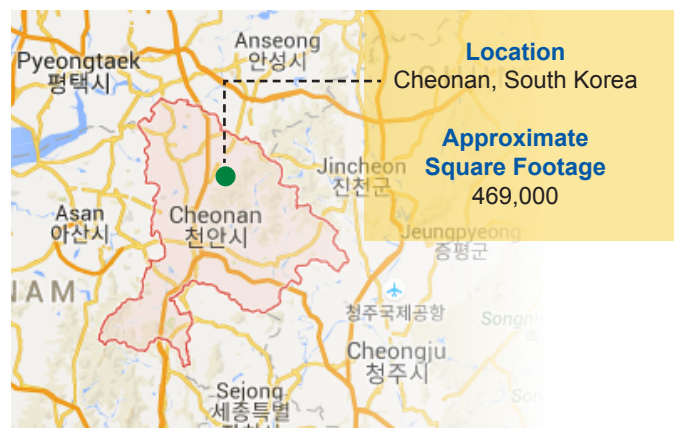 Anseong
안성시
Pyeongtaek
평택시
Location
Cheonan, South Korea
Approximate
Square Footage
469,000
Jincheon
진천군
Asan
아산시
Cheonan
천안시
Jeungpyeong
증평군
NAM
청주국제공항
Cheongju
청주시
Sejong
세종특별